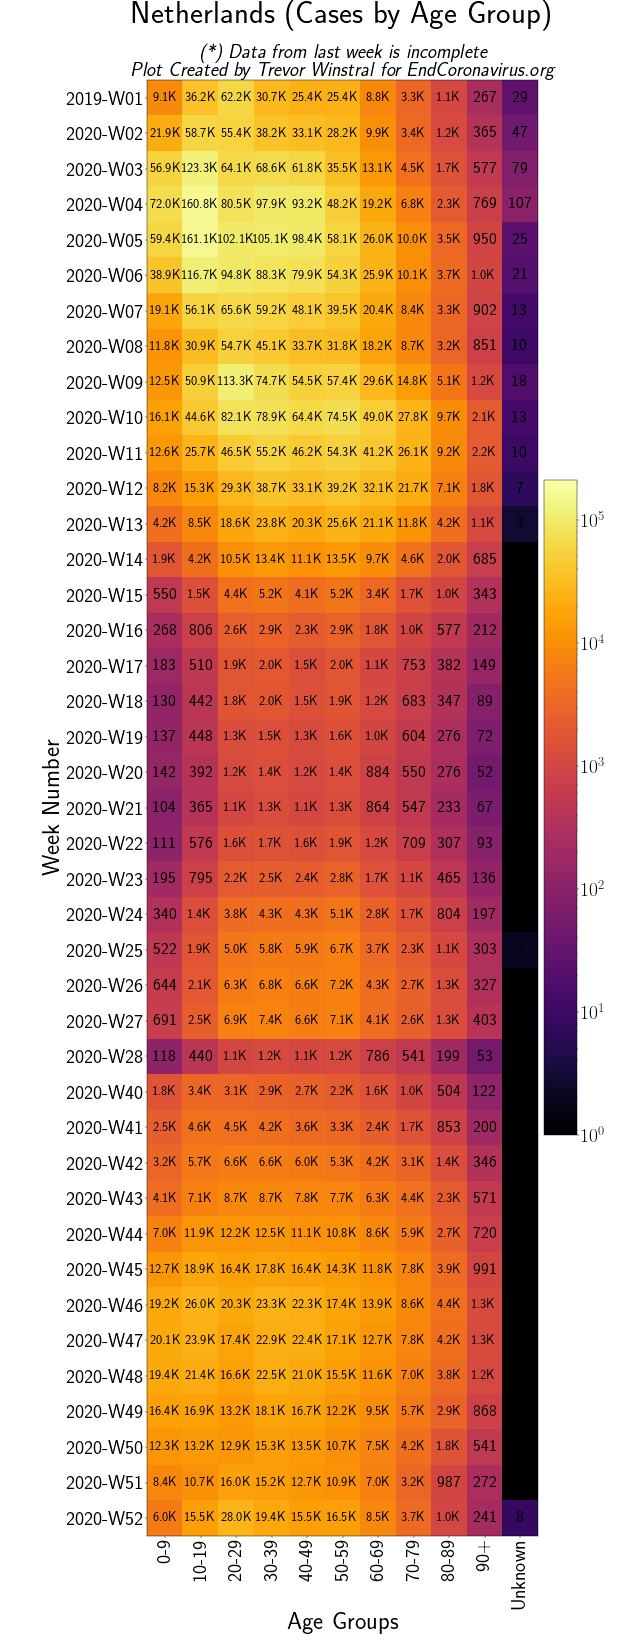 Netherlands (Cases by Age Group)
(*) Data from last week is incomplete
Plot Created by Trevor Winstral for EndCoronavirus.org
2019-W01 9.1K 36.2K 62.2K 30.7K 25.4K 25.4K 8.8K 3.3K 1.1K 267 29
2020-W02 21.9K 58.7K 55.4K 38.2K 33.1K 28.2K 9.9K 3.4K 1.2K 365 47
2020-W03 56.9K 123.3K 64.1K 68.6K 61.8K 35.5K 13.1K 4.5K 1.7K 577 79
2020-W04 72.0K 160.8K 80.5K 97.9K 93.2K 48.2K 19.2K 6.8K 2.3K 769 107
2020-W05 59.4K 161.1K 102.1K 105.1K 98.4K 58.1K 26.0K 10.0K 3.5K 950 25
2020-W06 38.9K 116.7K 94.8K 88.3K 79.9K 54.3K 25.9K 10.1K 3.7K 1.0K 21
2020-W07 19.1K 56.1K 65.6K 59.2K 48.1K 39.5K 20.4K 8.4K 3.3K 902 13
2020-W08 11.8K 30.9K 54.7K 45.1K 33.7K 31.8K 18.2K 8.7K 3.2K 851 10
2020-W09 12.5K 50.9K 113.3K 74.7K 54.5K 57.4K 29.6K 14.8K 5.1K 1.2K 18
2020-W10 16.1K 44.6K 82.1K 78.9K 64.4K 74.5K 49.0K 27.8K 9.7K 2.1K 13
2020-W11 12.6K 25.7K 46.5K 55.2K 46.2K 54.3K 41.2K 26.1K 9.2K 2.2K 10
2020-W12 8.2K 15.3K 29.3K 38.7K 33.1K 39.2K 32.1K 21.7K 7.1K 1.8K 7
2020-W13 4.2K 8.5K 18.6K 23.8K 20.3K 25.6K 21.1K 11.8K 4.2K 1.1K 3
2020-W14 1.9K 4.2K 10.5K 13.4K 11.1K 13.5K 9.7K 4.6K 2.0K 685
2020-W15 550 1.5K 4.4K 5.2K 4.1K 5.2K 3.4K 1.7K 1.0K 343
2020-W16 268 806 2.6K 2.9K 2.3K 2.9K 1.8K 1.0K 577 212
2020-W17 183 510 1.9K 2.0K 1.5K 2.0K 1.1K 753 382 149
2020-W18 130 442 1.8K 2.0K 1.5K 1.9K 1.2K 683 347 89
2020-W19 137 448 1.3K 1.5K 1.3K 1.6K 1.0K 604 276 72
2020-W20 142 392 1.2K 1.4K 1.2K 1.4K 884 550 276 52
2020-W21 104 365 1.1K 1.3K 1.1K 1.3K 864 547 233 67
2020-W22 111 576 1.6K 1.7K 1.6K 1.9K 1.2K 709 307 93
2020-W23 195 795 2.2K 2.5K 2.4K 2.8K 1.7K 1.1K 465 136
2020-W24 340 1.4K 3.8K 4.3K 4.3K 5.1K 2.8K 1.7K 804 197
2020-W25 522 1.9K 5.0K 5.8K 5.9K 6.7K 3.7K 2.3K 1.1K 303 2
2020-W26 644 2.1K 6.3K 6.8K 6.6K 7.2K 4.3K 2.7K 1.3K 327
2020-W27 691 2.5K 6.9K 7.4K 6.6K 7.1K 4.1K 2.6K 1.3K 403
2020-W28 118 440 1.1K 1.2K 1.1K 1.2K 786 541 199 53
2020-W40 1.8K 3.4K 3.1K 2.9K 2.7K 2.2K 1.6K 1.0K 504 122
2020-W41 2.5K 4.6K 4.5K 4.2K 3.6K 3.3K 2.4K 1.7K 853 200
2020-W42 3.2K 5.7K 6.6K 6.6K 6.0K 5.3K 4.2K 3.1K 1.4K 346
2020-W43 4.1K 7.1K 8.7K 8.7K 7.8K 7.7K 6.3K 4.4K 2.3K 571
2020-W44 7.0K 11.9K 12.2K 12.5K 11.1K 10.8K 8.6K 5.9K 2.7K 720
2020-W45 12.7K 18.9K 16.4K 17.8K 16.4K 14.3K 11.8K 7.8K 3.9K 991
2020-W46 19.2K 26.0K 20.3K 23.3K 22.3K 17.4K 13.9K 8.6K 4.4K 1.3K
2020-W47 20.1K 23.9K 17.4K 22.9K 22.4K 17.1K 12.7K 7.8K 4.2K 1.3K
2020-W48 19.4K 21.4K 16.6K 22.5K 21.0K 15.5K 11.6K 7.0K 3.8K 1.2K
2020-W49 16.4K 16.9K 13.2K 18.1K 16.7K 12.2K 9.5K 5.7K 2.9K 868
2020-W50 12.3K 13.2K 12.9K 15.3K 13.5K 10.7K 7.5K 4.2K 1.8K 541
2020-W51 8.4K 10.7K 16.0K 15.2K 12.7K 10.9K 7.0K 3.2K 987 272
2020-W52 6.0K 15.5K 28.0K 19.4K 15.5K 16.5K 8.5K 3.7K 1.0K 241 8
0-9 10-19 20-29 30-39 40-49 50-59 60-69 70-79 80-89 90+ Unknown
Age Groups
Week Number
10^5
10^4
10^3
10^2
10^1
10^0